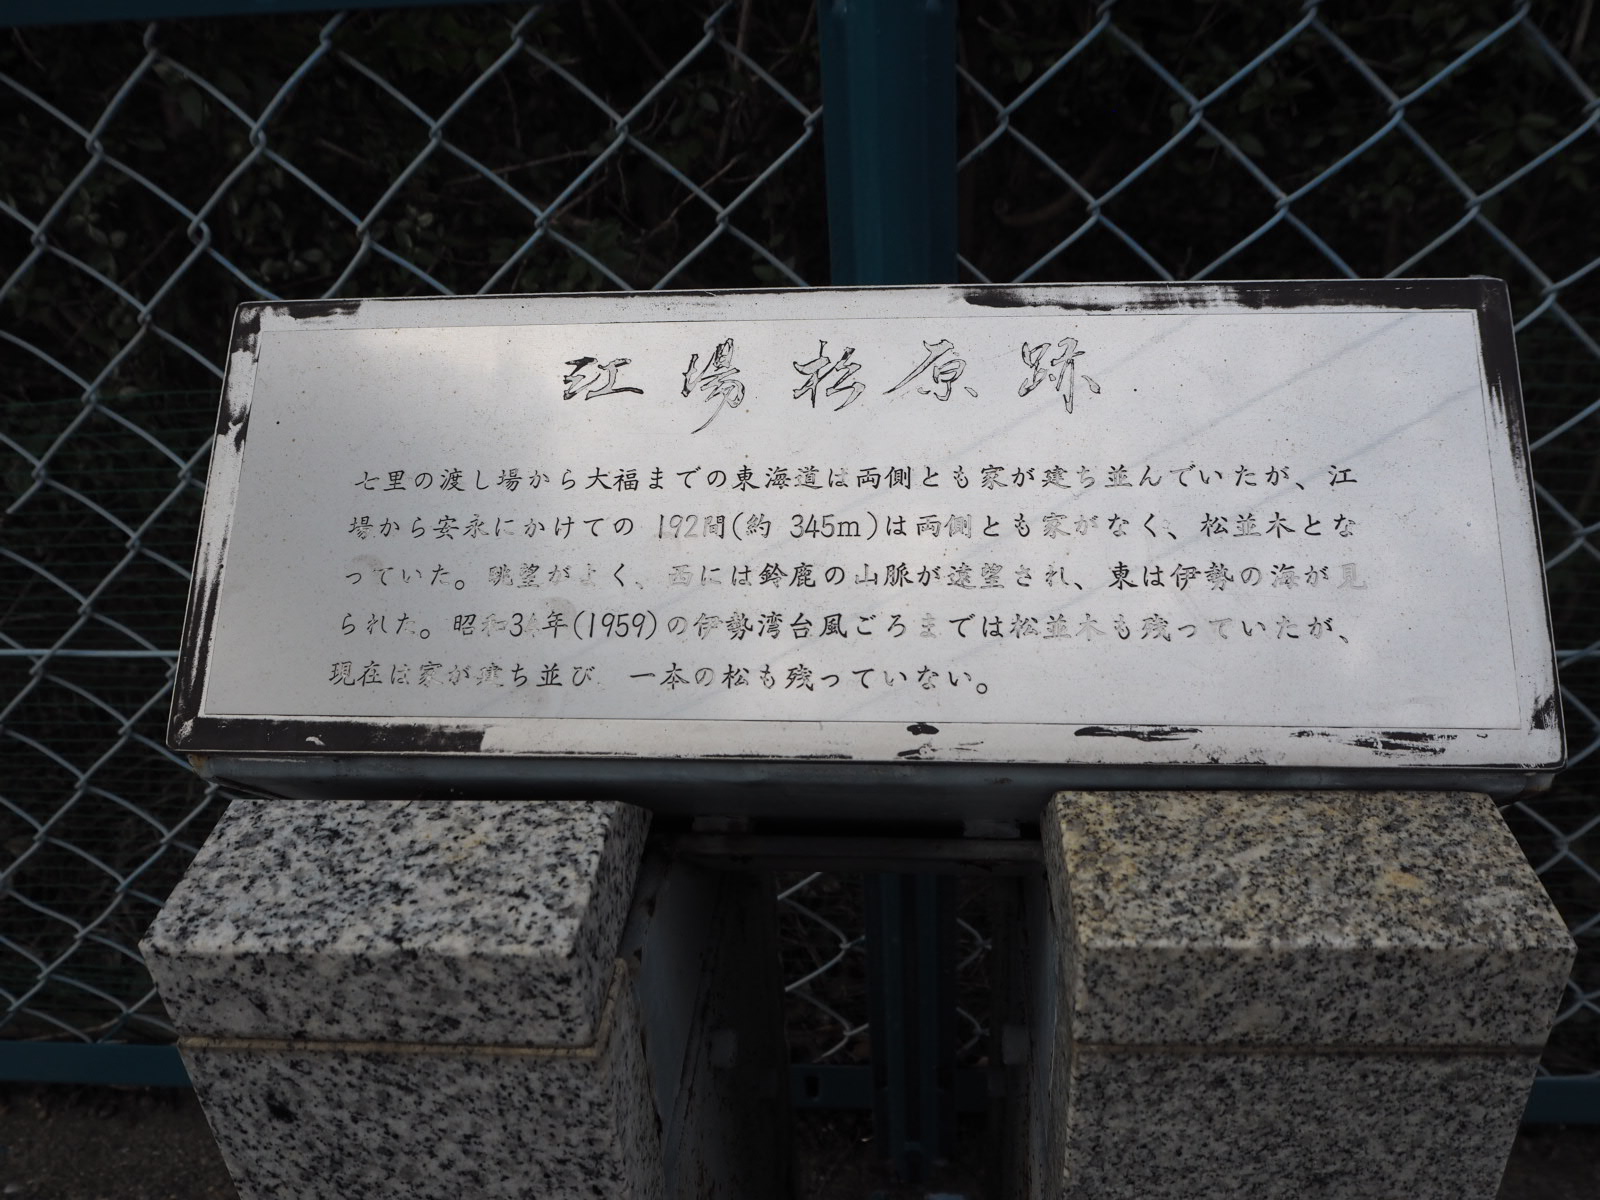 江場松原跡
七里の渡し場から大福までの東海道は両側とも家が建ち並んでいたが、江
場から安永にかけての 192間(約 345m)は両側とも家がなく、松並木とな
っていた。眺望がよく、西には鈴鹿の山脈が遠望され、東は伊勢の海が見
られた。昭和34年(1959)の伊勢湾台風ごろまでは松並木も残っていたが、
現在は家が建ち並び 一本の松も残っていない。